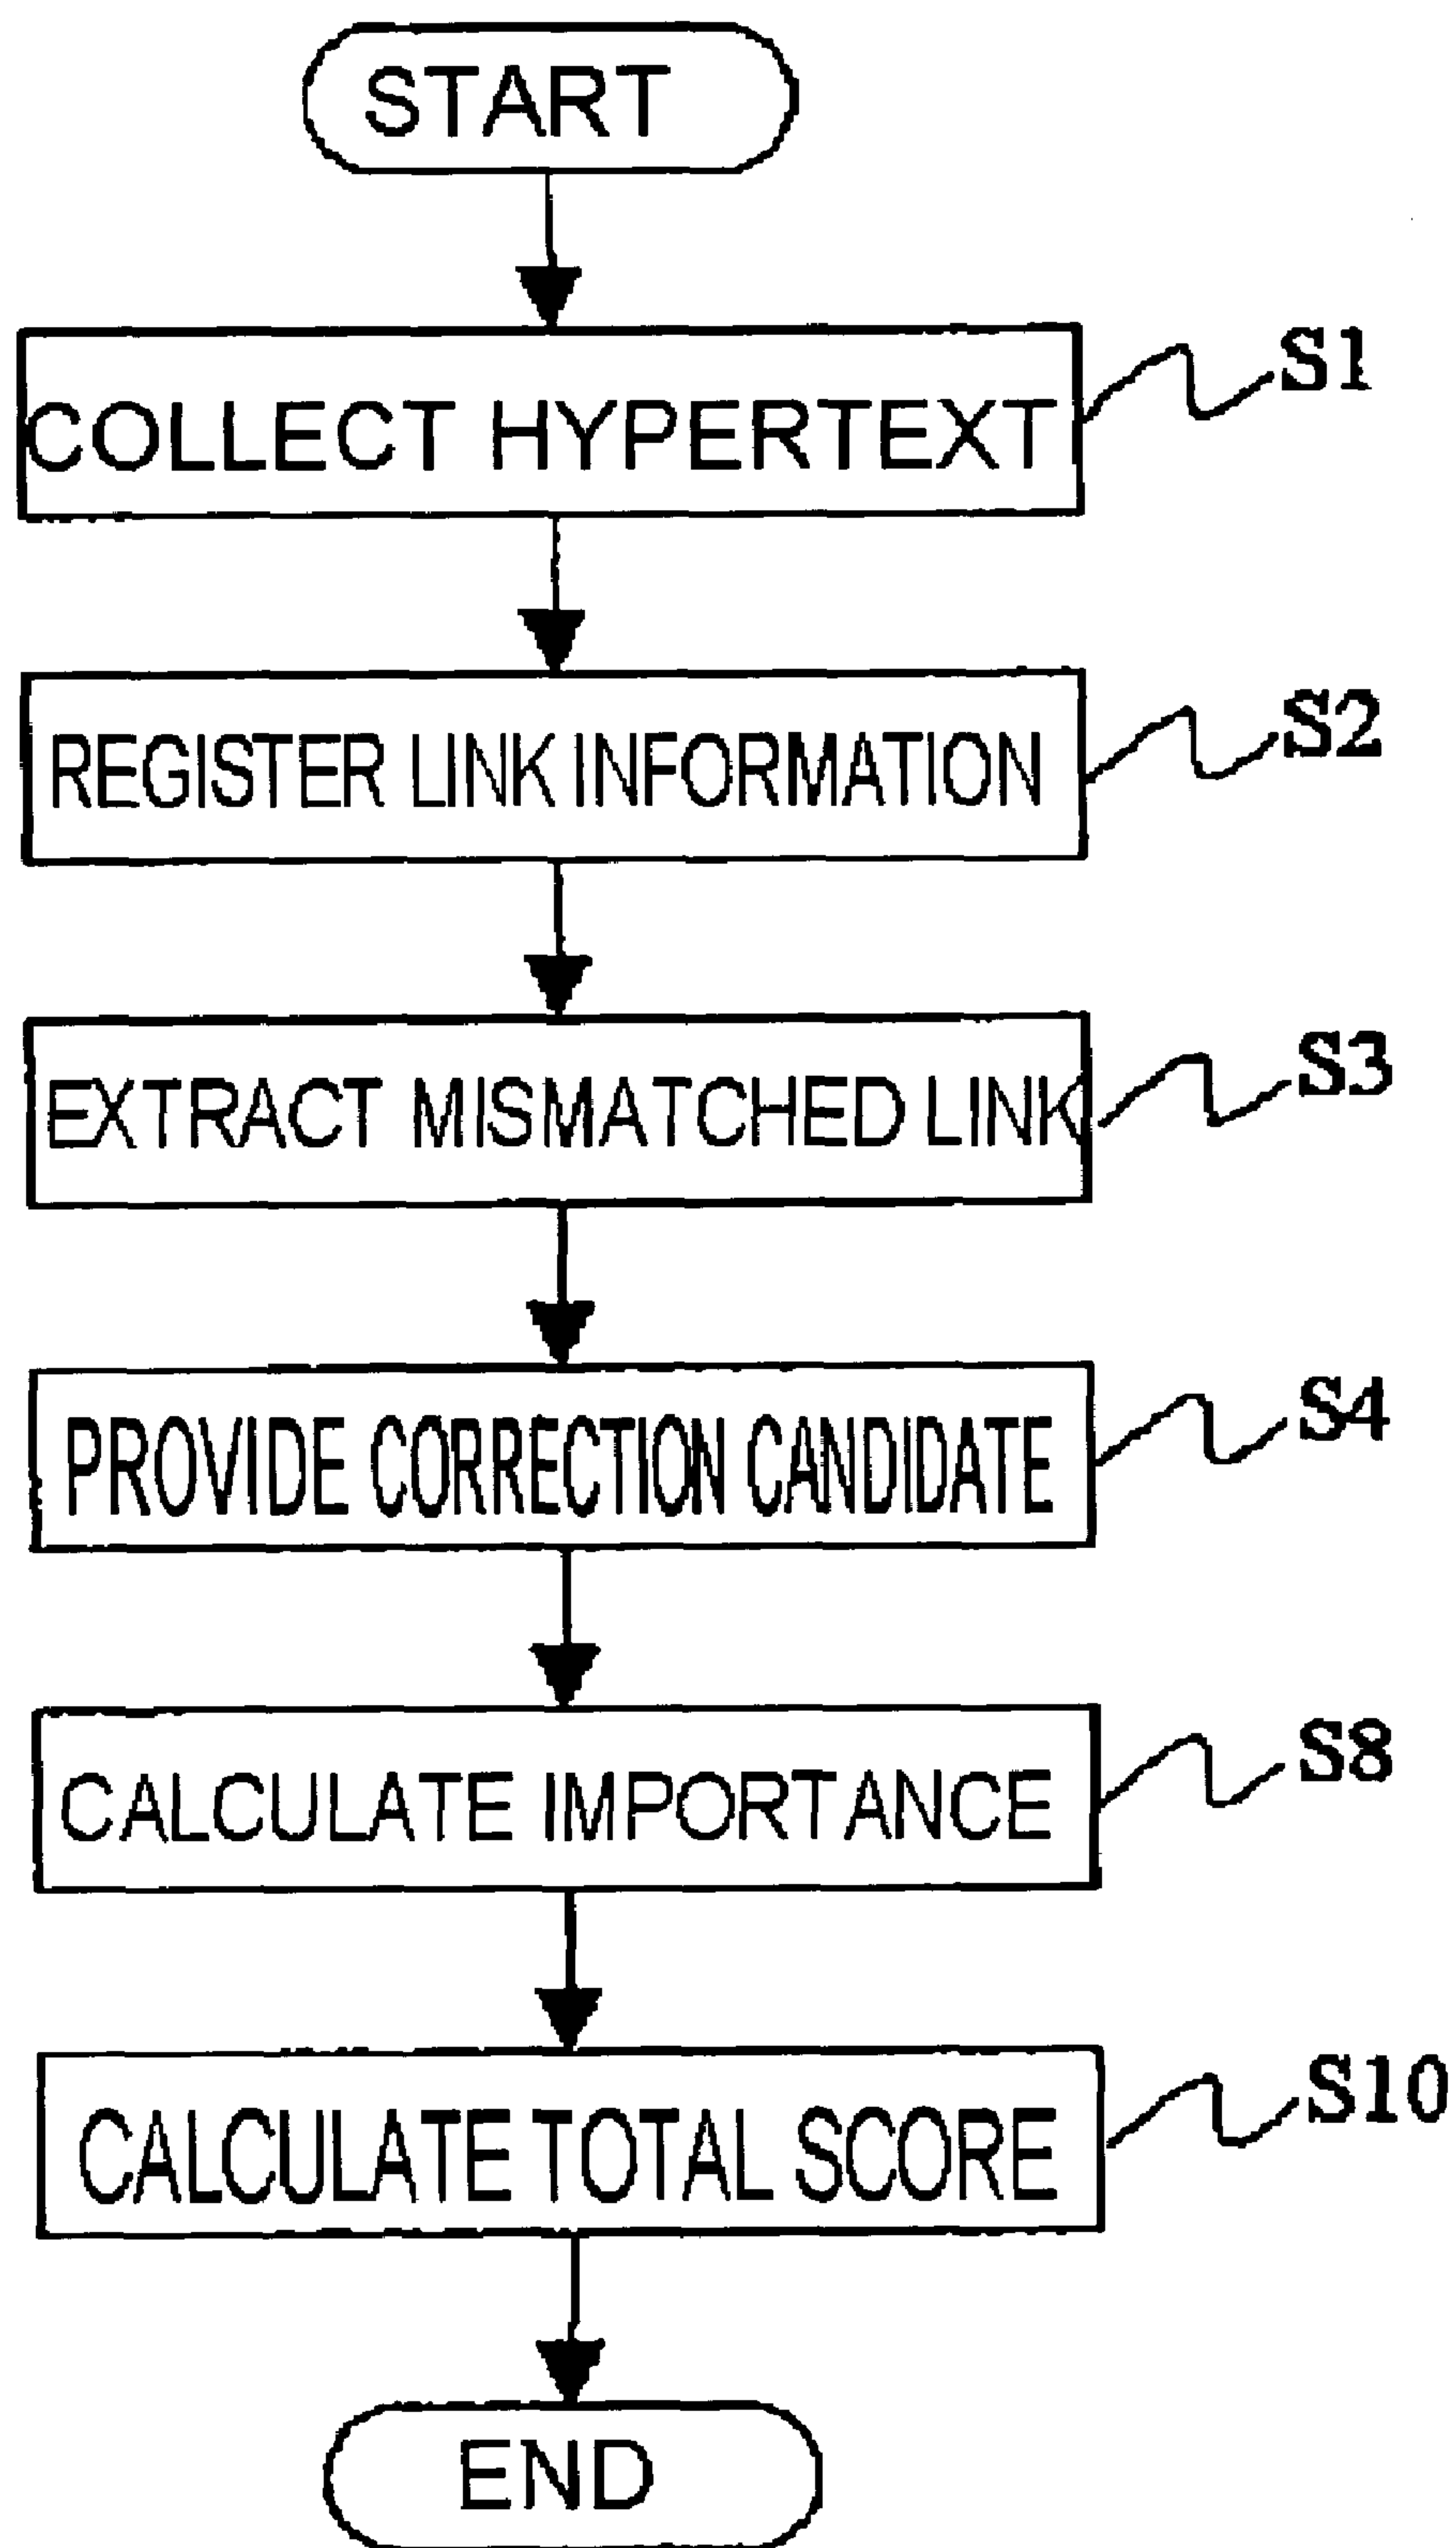 START
COLLECT HYPERTEXT
S1
REGISTER LINK INFORMATION
S2
EXTRACT MISMATCHED LINK
S3
PROVIDE CORRECTION CANDIDATE
S4
CALCULATE IMPORTANCE
S8
CALCULATE TOTAL SCORE
S10
END